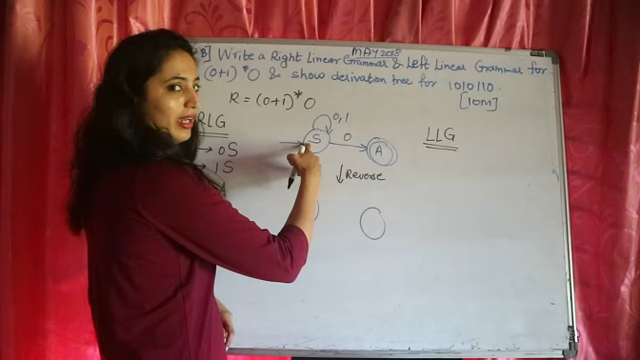 MAY 2018
Write a Right Linear Grammar & Left Linear Grammar for
(0+1)*0 & show derivation tree for 1010110.
[10M]
R = (0+1)*0
RLG
→ 0S
→ 1S
0,1
S 0 A
↓ Reverse
LLG